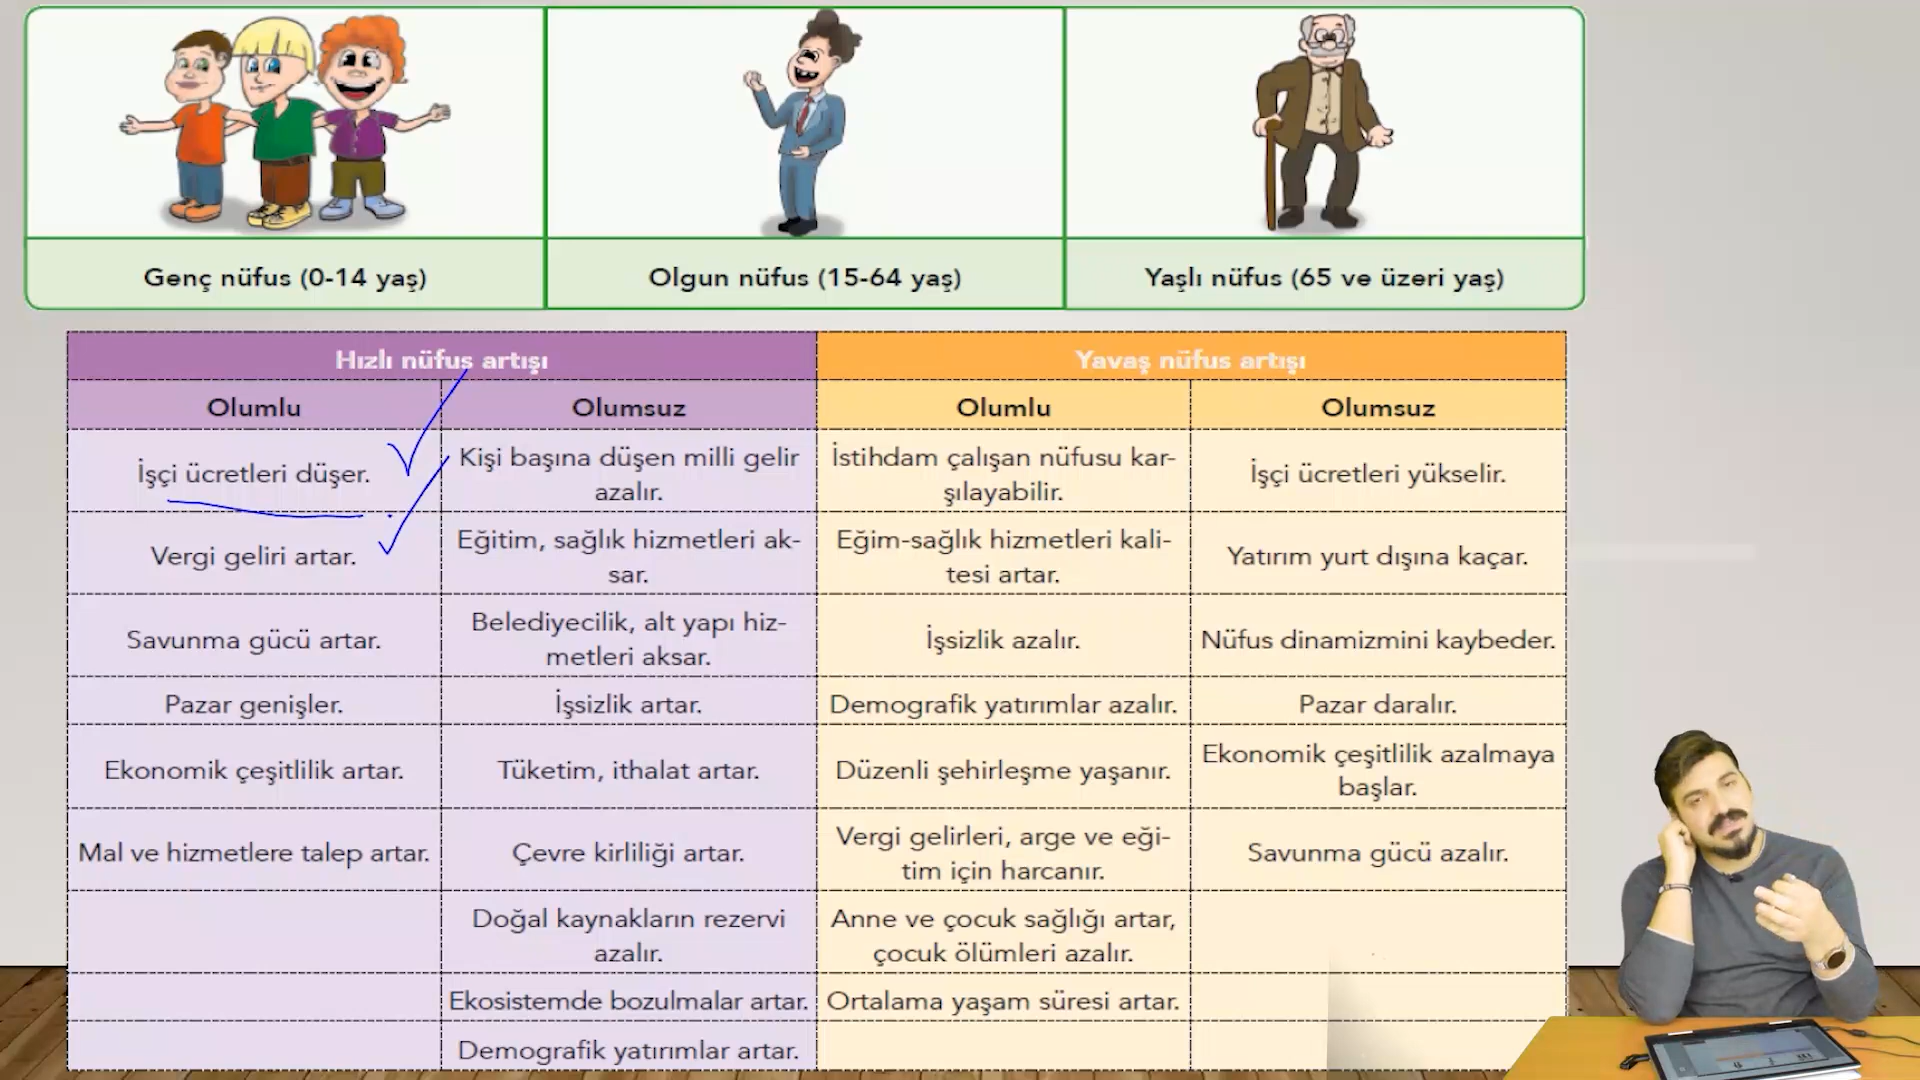 Genç nüfus (0-14 yaş)
Olgun nüfus (15-64 yaş)
Yaşlı nüfus (65 ve üzeri yaş)
Hızlı nüfus artışı
Yavaş nüfus artışı
Olumlu
Olumsuz
Olumlu
Olumsuz
İşçi ücretleri düşer.
Kişi başına düşen milli gelir
azalır.
İstihdam çalışan nüfusu kar-
şılayabilir.
İşçi ücretleri yükselir.
Vergi geliri artar.
Eğitim, sağlık hizmetleri ak-
sar.
Eğim-sağlık hizmetleri kali-
tesi artar.
Yatırım yurt dışına kaçar.
Savunma gücü artar.
Belediyecilik, alt yapı hiz-
metleri aksar.
İşsizlik azalır.
Nüfus dinamizmini kaybeder.
Pazar genişler.
İşsizlik artar.
Demografik yatırımlar azalır.
Pazar daralır.
Ekonomik çeşitlilik artar.
Tüketim, ithalat artar.
Düzenli şehirleşme yaşanır.
Ekonomik çeşitlilik azalmaya
başlar.
Mal ve hizmetlere talep artar.
Çevre kirliliği artar.
Vergi gelirleri, arge ve eği-
tim için harcanır.
Savunma gücü azalır.
Doğal kaynakların rezervi
azalır.
Anne ve çocuk sağlığı artar,
çocuk ölümleri azalır.
Ekosistemde bozulmalar artar.
Ortalama yaşam süresi artar.
Demografik yatırımlar artar.